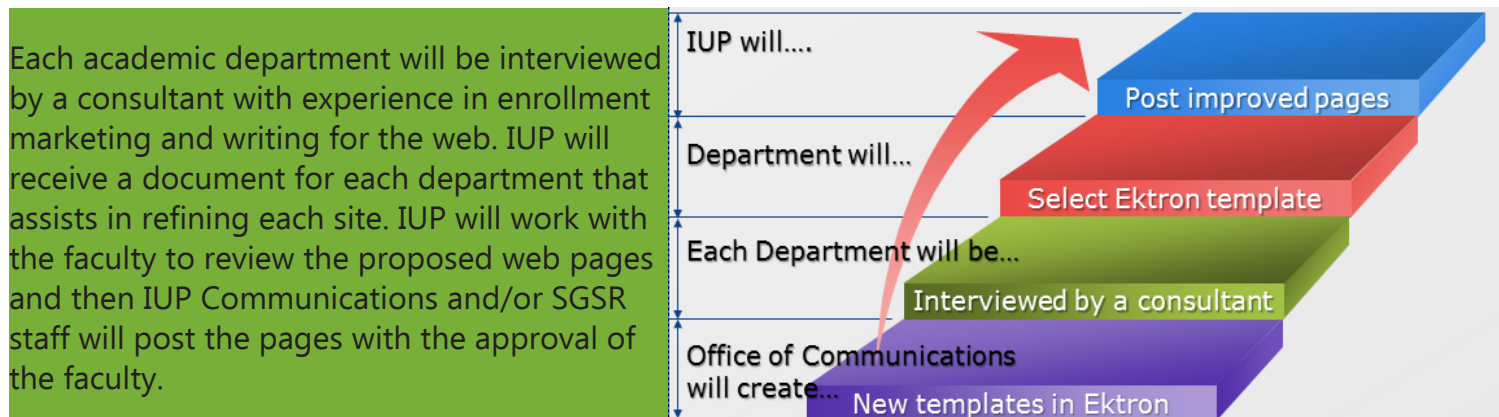 Each academic department will be interviewed
by a consultant with experience in enrollment
marketing and writing for the web. IUP will
receive a document for each department that
assists in refining each site. IUP will work with
the faculty to review the proposed web pages
and then IUP Communications and/or SGSR
staff will post the pages with the approval of
the faculty.
IUP will….
Post improved pages
Department will…
Select Ektron template
Each Department will be…
Interviewed by a consultant
Office of Communications
will create…
New templates in Ektron